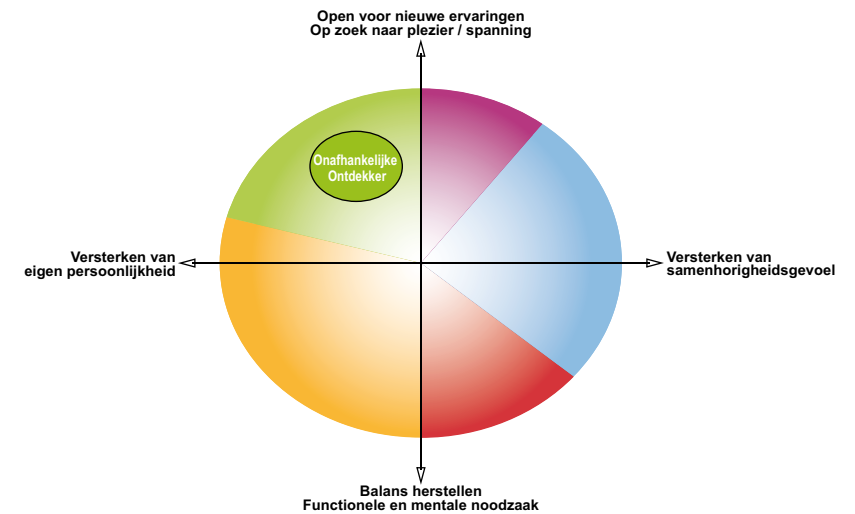 Open voor nieuwe ervaringen
Op zoek naar plezier / spanning
Onafhankelijke
Ontdekker
Versterken van
eigen persoonlijkheid
Versterken van
samenhorigheidsgevoel
Balans herstellen
Functionele en mentale noodzaak